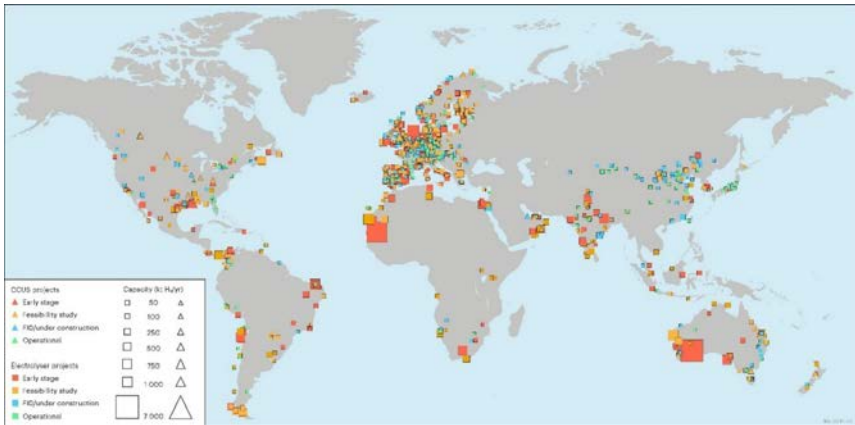 CCUS projects
Early stage
Feasibility study
FID/under construction
Operational
Electrolyser projects
Early stage
Feasibility study
FID/under construction
Operational
Capacity (kt H₂/yr)
50
100
250
500
750
1 000
7 000